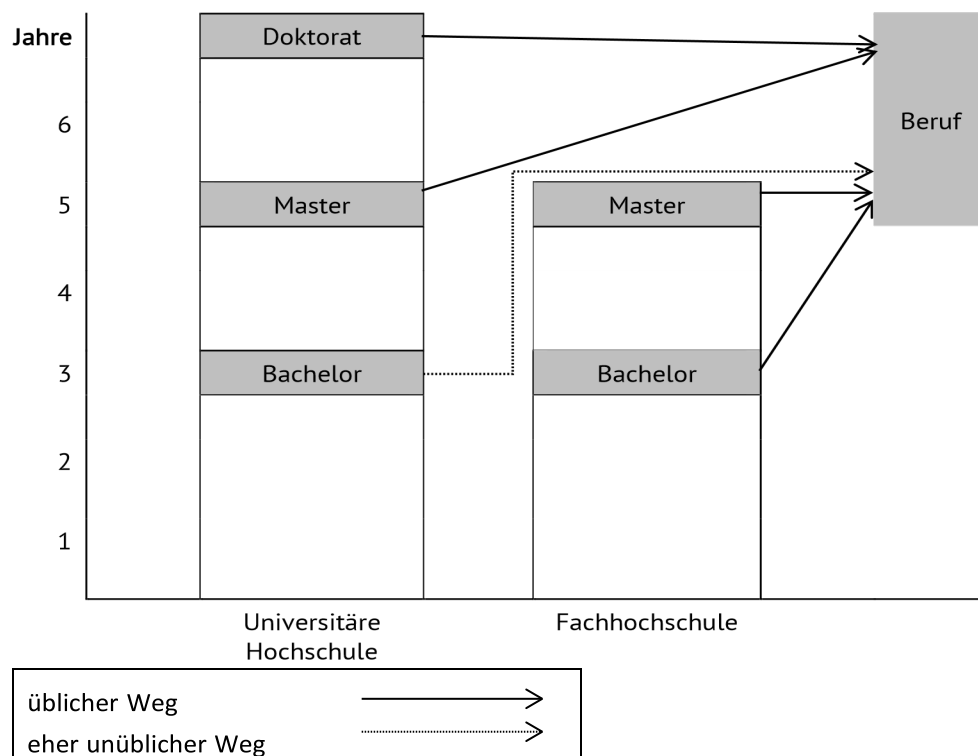 Jahre
Doktorat
Beruf
6
5
Master
Master
4
3
Bachelor
Bachelor
2
1
Universitäre
Hochschule
Fachhochschule
üblicher Weg
eher unüblicher Weg